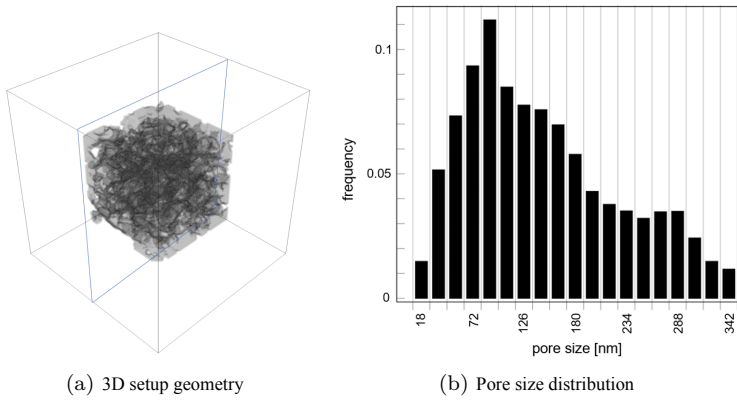 0.1
0.05
0
frequency
18
72
126
180
234
288
342
pore size [nm]
(a) 3D setup geometry
(b) Pore size distribution